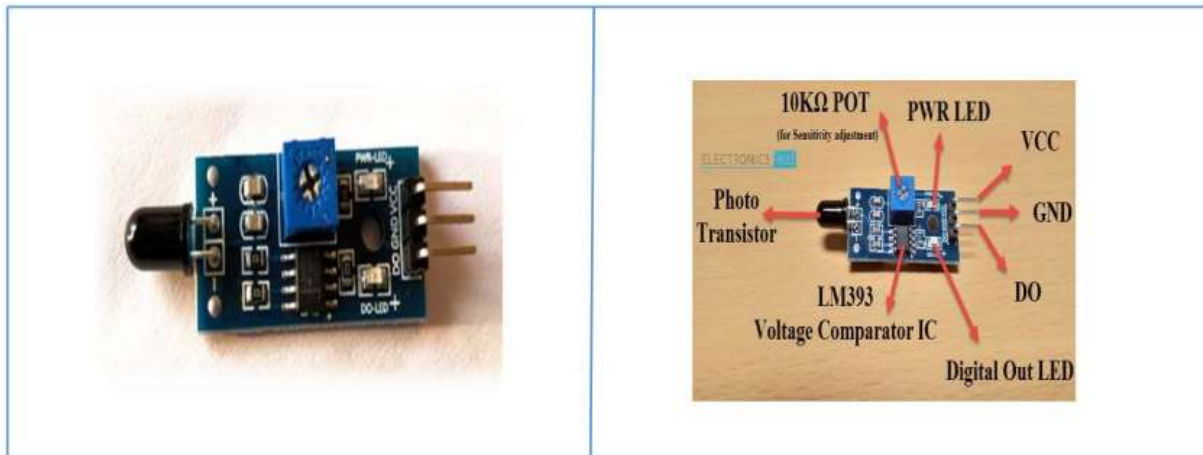 PWR-LED
+
+
DO GND VCC
-
DO-LED
+
10KΩ POT
(for Sensitivity adjustment)
PWR LED
VCC
ELECTRONICS HUB
Photo
Transistor
GND
LM393
Voltage Comparator IC
DO
Digital Out LED